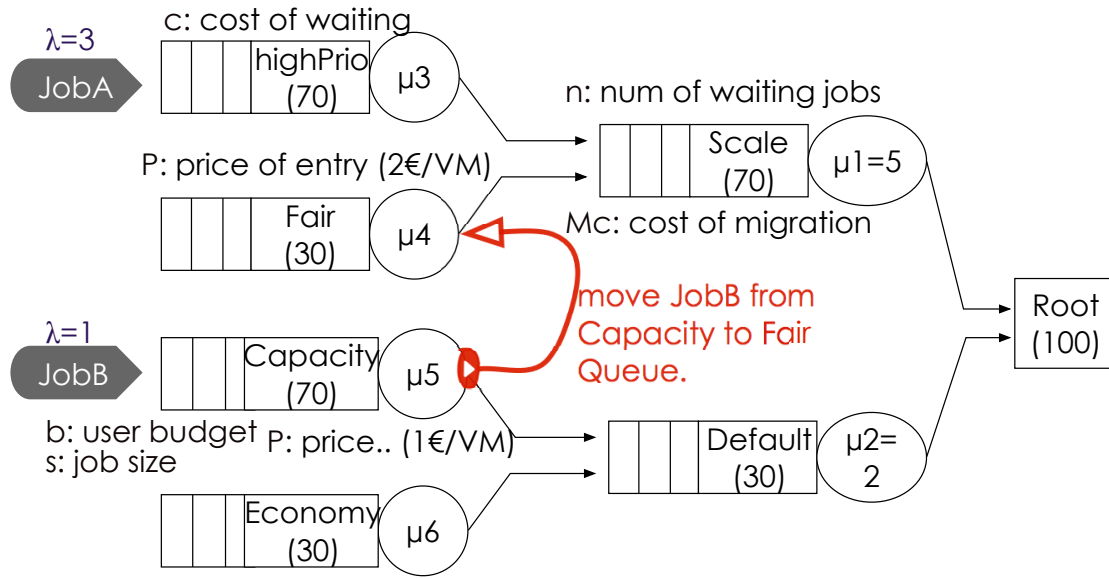 c: cost of waiting
λ=3
JobA
highPrio
(70)
μ3
n: num of waiting jobs
Scale
(70)
μ1=5
P: price of entry (2€/VM)
Fair
(30)
μ4
Mc: cost of migration
move JobB from
Capacity to Fair
Queue.
Root
(100)
λ=1
JobB
Capacity
(70)
μ5
b: user budget
s: job size
P: price.. (1€/VM)
Default
(30)
μ2=
2
Economy
(30)
μ6